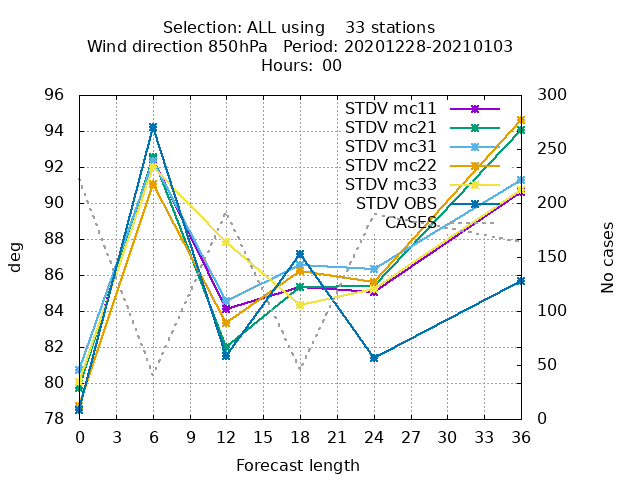 Selection: ALL using    33 stations
Wind direction 850hPa   Period: 20201228-20210103
Hours: 00
96
94
92
90
88
86
84
82
80
78
300
250
200
150
100
50
0
STDV mc11
STDV mc21
STDV mc31
STDV mc22
STDV mc33
STDV OBS
CASES
deg
No cases
0 3 6 9 12 15 18 21 24 27 30 33 36
Forecast length